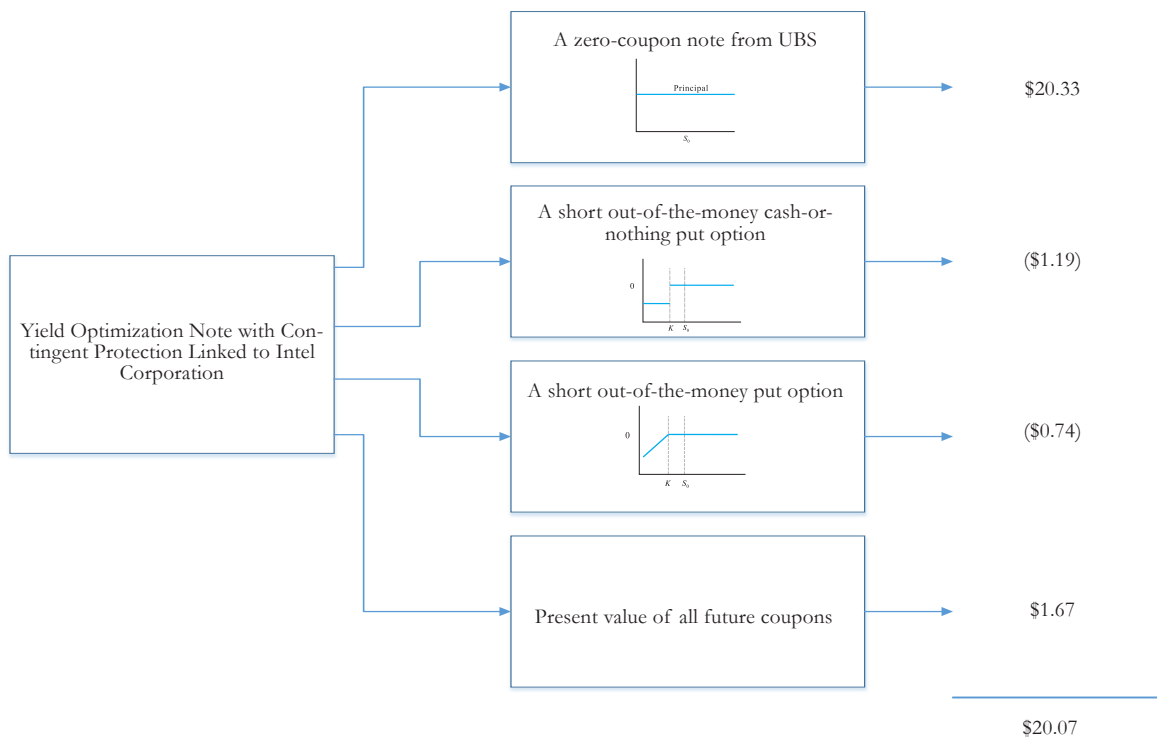 A zero-coupon note from UBS
Principal
S₀
$20.33
A short out-of-the-money cash-or-
nothing put option
0
K S₀
($1.19)
Yield Optimization Note with Con-
tingent Protection Linked to Intel
Corporation
A short out-of-the-money put option
0
K S₀
($0.74)
Present value of all future coupons
$1.67
$20.07